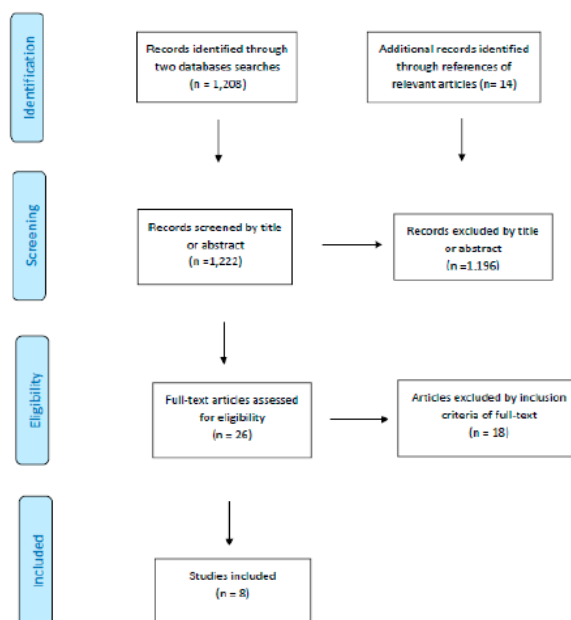 Identification
Records identified through
two databases searches
(n = 1,208)
Additional records identified
through references of
relevant articles (n= 14)
Screening
Records screened by title
or abstract
(n =1,222)
Records excluded by title
or abstract
(n =1.196)
Eligibility
Full-text articles assessed
for eligibility
(n = 26)
Articles excluded by inclusion
criteria of full-text
(n = 18)
Included
Studies included
(n = 8)